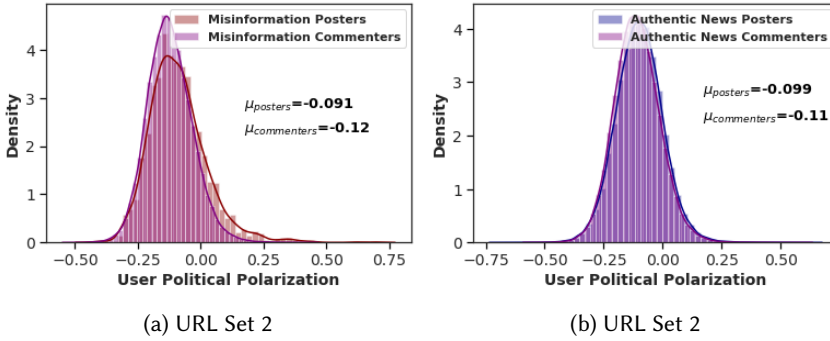 Misinformation Posters
Misinformation Commenters
μposters=-0.091
μcommenters=-0.12
Density
4
3
2
1
0
−0.50 −0.25 0.00 0.25 0.50 0.75
User Political Polarization
(a) URL Set 2
Authentic News Posters
Authentic News Commenters
μposters=-0.099
μcommenters=-0.11
Density
4
3
2
1
0
−0.75 −0.50 −0.25 0.00 0.25 0.50
User Political Polarization
(b) URL Set 2